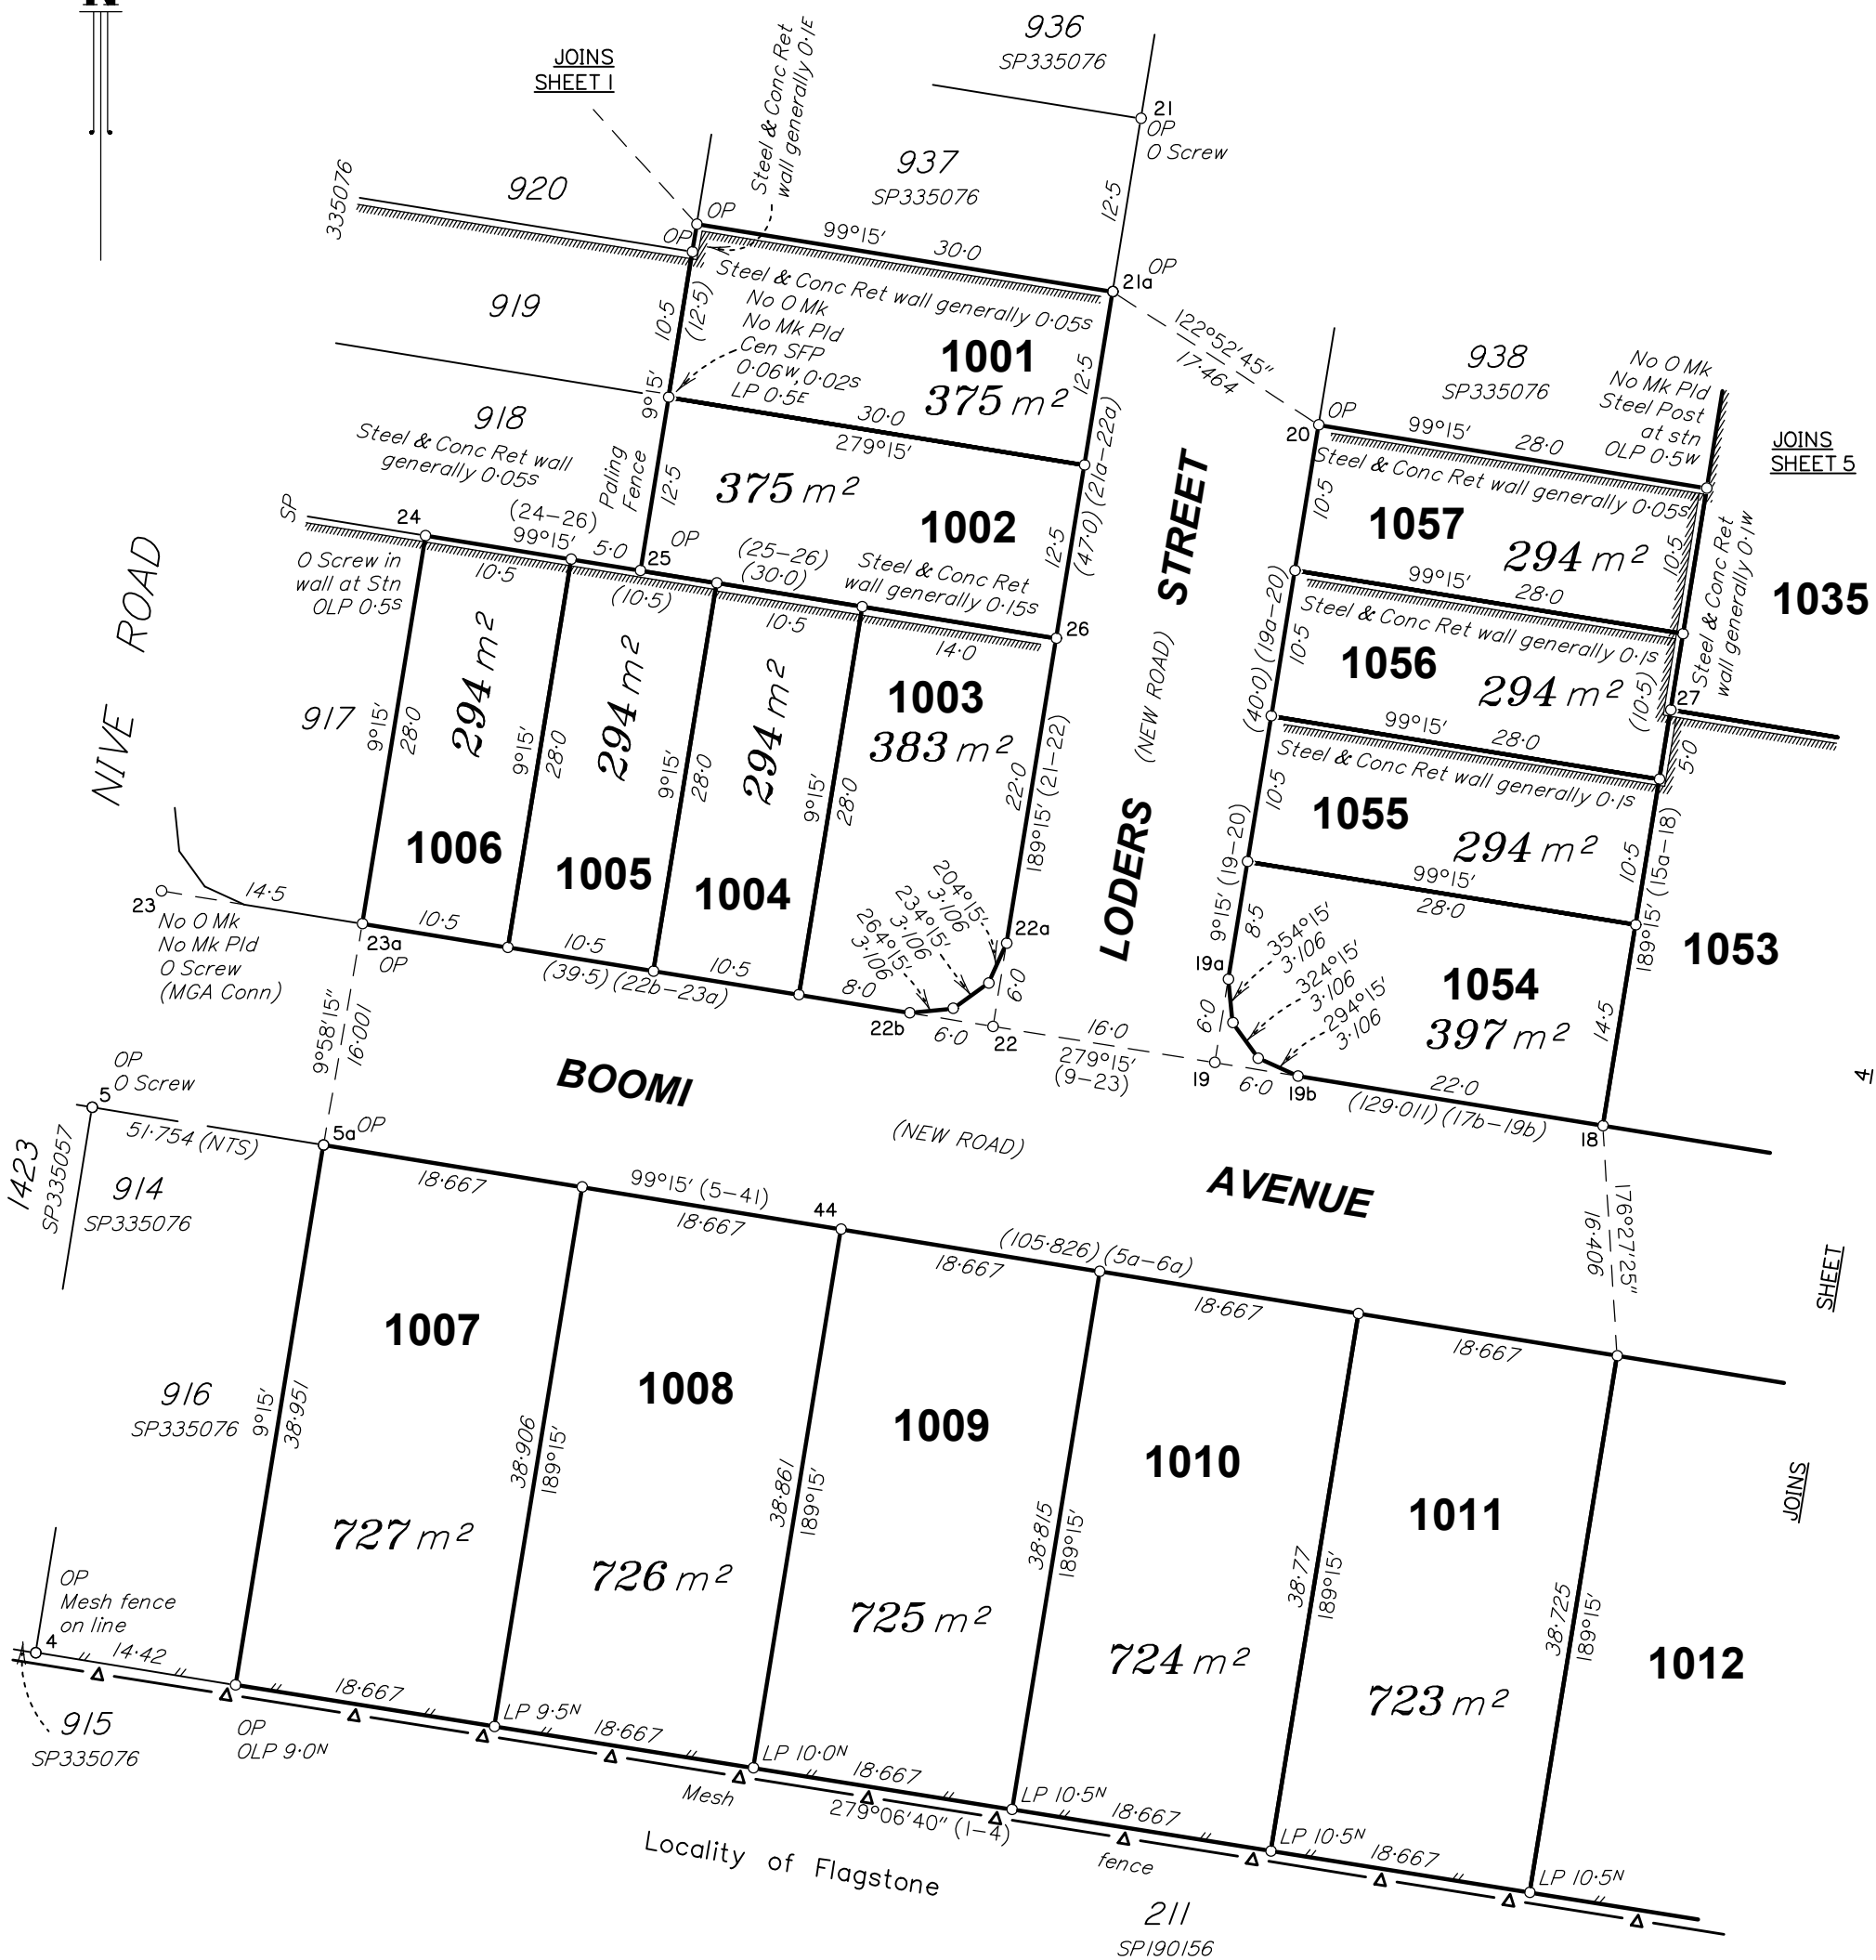 N
936
SP335076
JOINS
SHEET 1
Steel & Conc Ret
wall generally 0·1E
21
OP
O Screw
937
SP335076
12·5
920
335076
OP
OP
99°15'
30·0
21a
OP
Steel & Conc Ret wall generally 0·05S
919
10·5
(12·5)
No O Mk
No Mk Pld
Cen SFP
0·06W, 0·02S
LP 0·5E
1001
375 m2
12·5
122°52'45"
17·464
938
SP335076
No O Mk
No Mk Pld
Steel Post
at stn
OLP 0·5W
JOINS
SHEET 5
918
Steel & Conc Ret wall
generally 0·05S
9°15'
30·0
279°15'
Paling
Fence
12·5
375 m2
1002
12·5
(47·0) (21a-22a)
20
OP
99°15'
28·0
Steel & Conc Ret wall generally 0·05S
10·5
1057
294 m2
10·5
Steel & Conc Ret
wall generally 0·1W
1035
SP
24
(24-26)
99°15'
5·0
25
OP
(25-26)
(30·0)
Steel & Conc Ret
wall generally 0·15S
26
O Screw in
wall at Stn
OLP 0·5S
10·5
(10·5)
10·5
14·0
99°15'
28·0
Steel & Conc Ret wall generally 0·1S
(40·0) (19a-20)
10·5
1056
294 m2
(10·5)
27
NIVE ROAD
917
9°15'
28·0
294 m2
9°15'
28·0
294 m2
9°15'
28·0
294 m2
9°15'
28·0
1003
383 m2
22·0
189°15' (21-22)
LODERS STREET
(NEW ROAD)
99°15'
28·0
5·0
Steel & Conc Ret wall generally 0·1S
10·5
1055
294 m2
10·5
189°15' (15a-18)
1006
1005
1004
204°15'
3·106
234°15'
3·106
264°15'
3·106
9°15' (19-20)
99°15'
28·0
8·5
23
14·5
No O Mk
No Mk Pld
O Screw
(MGA Conn)
23a
OP
10·5
10·5
(39·5) (22b-23a)
10·5
8·0
22b
6·0
22
6·0
22a
19a
354°15'
3·106
324°15'
3·106
294°15'
3·106
1054
397 m2
14·5
1053
16·0
279°15'
(9-23)
6·0
19
6·0
19b
22·0
(129·011) (17b-19b)
18
9°58'15"
16·001
OP
O Screw
5
51·754 (NTS)
5a
OP
BOOMI
(NEW ROAD)
AVENUE
176°27'25"
16·406
4
SHEET
JOINS
1423
SP335057
914
SP335076
18·667
99°15' (5-41)
18·667
44
(105·826) (5a-6a)
18·667
18·667
18·667
916
SP335076
9°15'
38·951
1007
727 m2
38·906
189°15'
1008
726 m2
38·861
189°15'
1009
725 m2
38·815
189°15'
1010
724 m2
38·77
189°15'
1011
723 m2
38·725
189°15'
1012
OP
Mesh fence
on line
4
14·42
915
SP335076
OP
OLP 9·0N
18·667
LP 9·5N
18·667
LP 10·0N
18·667
LP 10·5N
18·667
LP 10·5N
18·667
LP 10·5N
Mesh
279°06'40" (1-4)
fence
Locality of Flagstone
211
SP190156